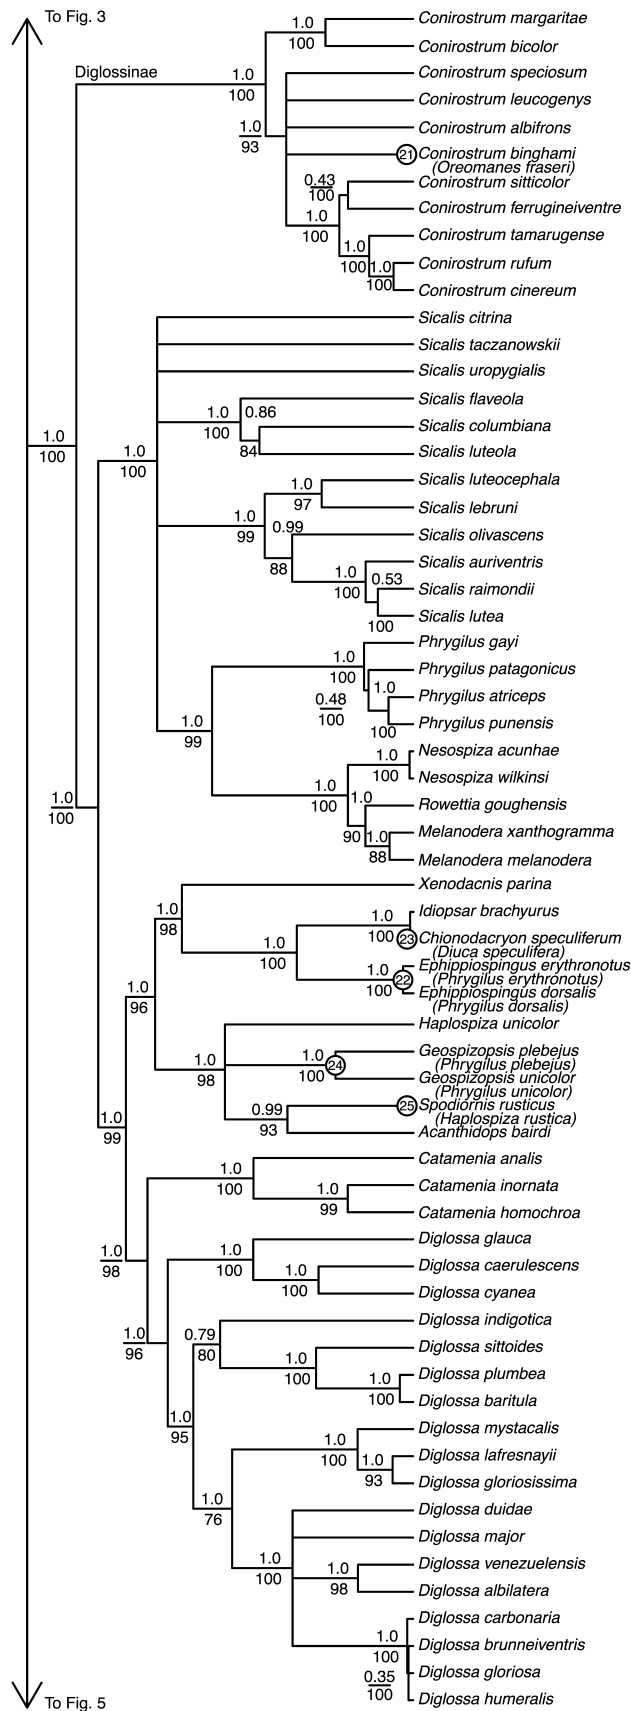 To Fig. 3
Conirostrum margaritae
1.0
100
Conirostrum bicolor
Diglossinae
1.0
100
Conirostrum speciosum
Conirostrum leucogenys
1.0
93
Conirostrum albifrons
21
Conirostrum binghami
(Oreomanes fraseri)
0.43
100
Conirostrum sitticolor
Conirostrum ferrugineiventre
1.0
100
Conirostrum tamarugense
1.0
100
Conirostrum rufum
1.0
100
Conirostrum cinereum
Sicalis citrina
Sicalis taczanowskii
Sicalis uropygialis
Sicalis flaveola
1.0
100
0.86
84
Sicalis columbiana
Sicalis luteola
1.0
100
1.0
100
Sicalis luteocephala
1.0
97
Sicalis lebruni
1.0
99
0.99
88
Sicalis olivascens
Sicalis auriventris
1.0
100
0.53
100
Sicalis raimondii
Sicalis lutea
Phrygilus gayi
1.0
100
Phrygilus patagonicus
0.48
100
1.0
100
Phrygilus atriceps
Phrygilus punensis
1.0
99
Nesospiza acunhae
1.0
100
Nesospiza wilkinsi
1.0
100
Rowettia goughensis
1.0
90
1.0
88
Melanodera xanthogramma
Melanodera melanodera
1.0
100
Xenodacnis parina
1.0
98
Idiopsar brachyurus
1.0
100
23
Chionodacryon speculiferum
(Diuca speculifera)
1.0
100
Ephippiospingus erythronotus
(Phrygilus erythronotus)
1.0
100
22
Ephippiospingus dorsalis
(Phrygilus dorsalis)
1.0
96
Haplospiza unicolor
1.0
98
Geospizopsis plebejus
(Phrygilus plebejus)
1.0
100
24
Geospizopsis unicolor
(Phrygilus unicolor)
25
Spodiornis rusticus
(Haplospiza rustica)
0.99
93
Acanthidops bairdi
1.0
99
Catamenia analis
1.0
100
Catamenia inornata
1.0
99
Catamenia homochroa
1.0
98
Diglossa glauca
1.0
100
Diglossa caerulescens
1.0
100
Diglossa cyanea
1.0
96
Diglossa indigotica
0.79
80
Diglossa sittoides
1.0
100
Diglossa plumbea
1.0
100
Diglossa baritula
1.0
95
Diglossa mystacalis
1.0
100
Diglossa lafresnayii
1.0
93
Diglossa gloriosissima
1.0
76
Diglossa duidae
Diglossa major
1.0
100
Diglossa venezuelensis
1.0
98
Diglossa albilatera
Diglossa carbonaria
1.0
100
Diglossa brunneiventris
Diglossa gloriosa
0.35
100
Diglossa humeralis
To Fig. 5